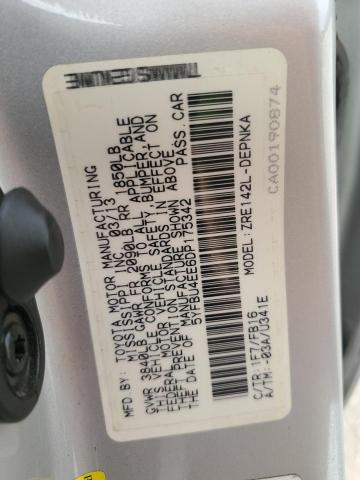 MFD. BY: TOYOTA MOTOR MANUFACTURING
MISSISSIPPI INC 03/13
GVWR 3840LB GAWR FR 2090LB RR 1850LB
THIS VEHICLE CONFORMS TO ALL APPLICABLE
FEDERAL MOTOR VEHICLE SAFETY, BUMPER, AND
THEFT PREVENTION STANDARDS IN EFFECT ON
THE DATE OF MANUFACTURE SHOWN ABOVE.
5YFBU4EE6DP175342 PASS. CAR
MODEL: ZRE142L-DEPNKA
C/TR: 1F7/FB16
A/TM: -03A/U341E
CA00190874